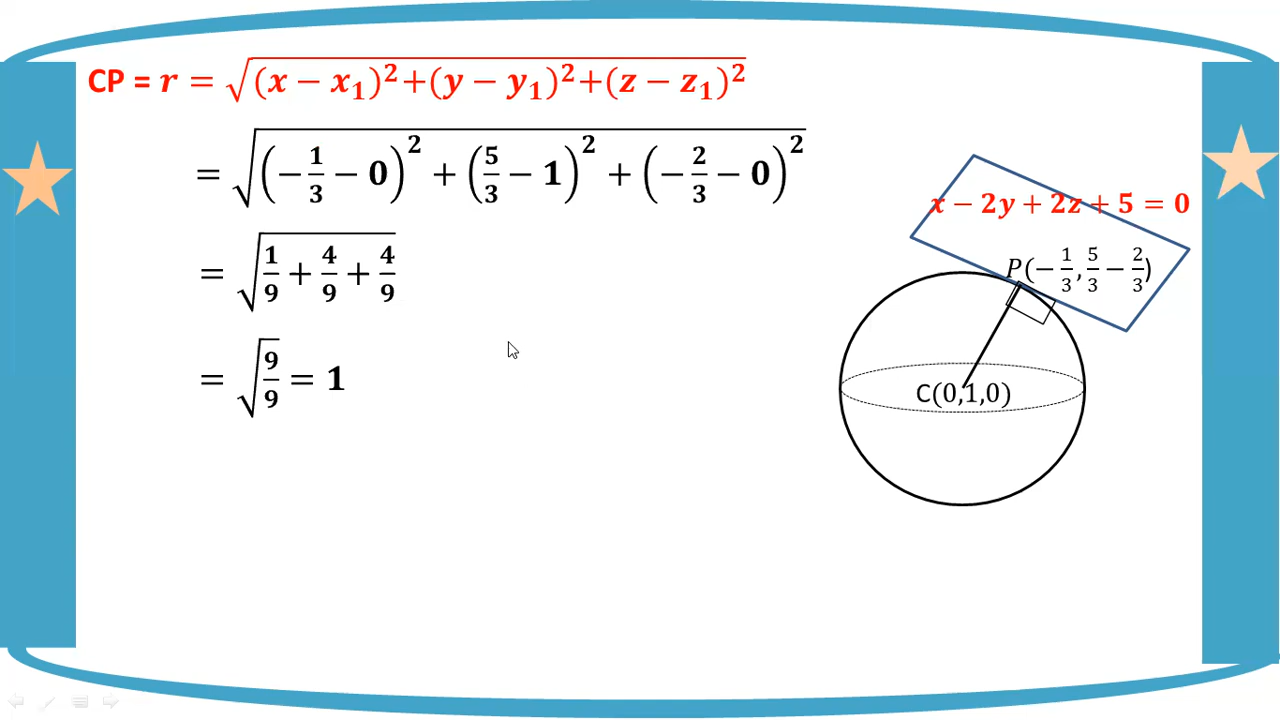 CP = r = √((x − x₁)²+(y − y₁)²+(z − z₁)²)
= √((−1/3 − 0)² + (5/3 − 1)² + (−2/3 − 0)²)
= √(1/9 + 4/9 + 4/9)
= √(9/9) = 1
x − 2y + 2z + 5 = 0
P(−1/3, 5/3 − 2/3)
C(0,1,0)